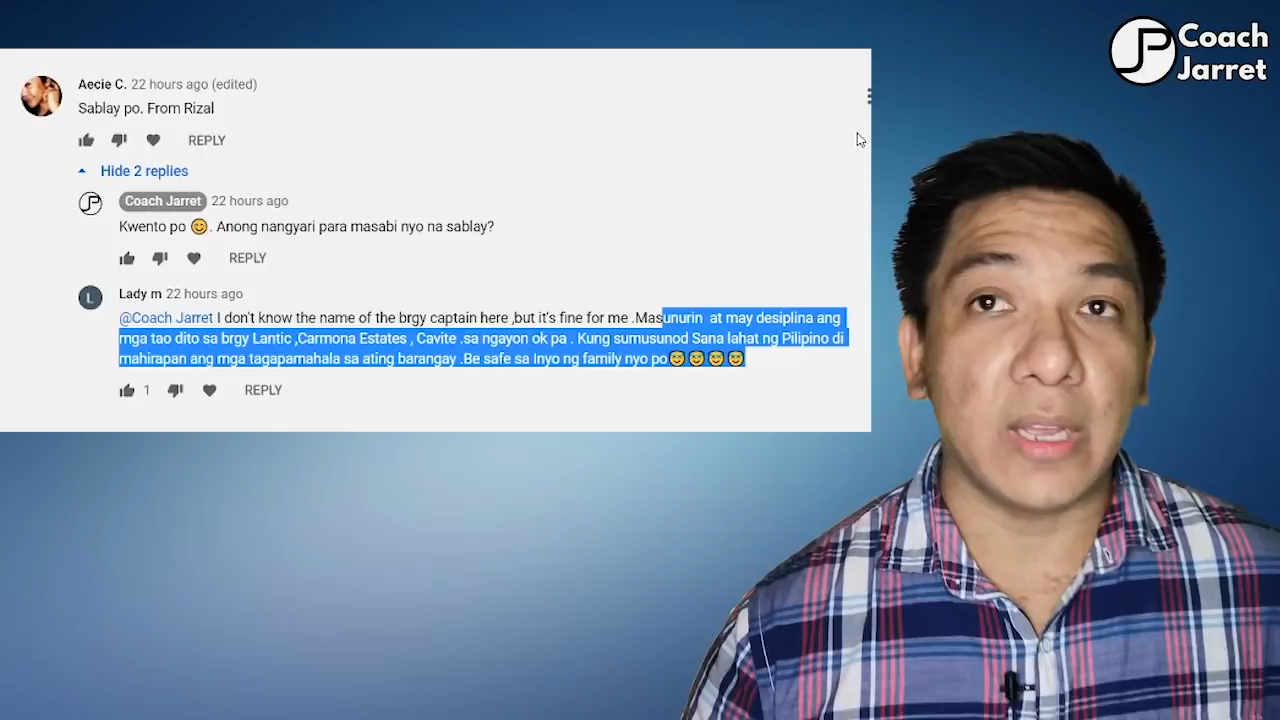 Coach
Jarret
Aecie C. 22 hours ago (edited)
Sablay po. From Rizal
REPLY
Hide 2 replies
Coach Jarret 22 hours ago
Kwento po 😊. Anong nangyari para masabi nyo na sablay?
REPLY
L
Lady m 22 hours ago
@Coach Jarret I don't know the name of the brgy captain here ,but it's fine for me .Masunurin at may desiplina ang
mga tao dito sa brgy Lantic ,Carmona Estates , Cavite .sa ngayon ok pa . Kung sumusunod Sana lahat ng Pilipino di
mahirapan ang mga tagapamahala sa ating barangay .Be safe sa Inyo ng family nyo po😇😇😇😇
1 REPLY